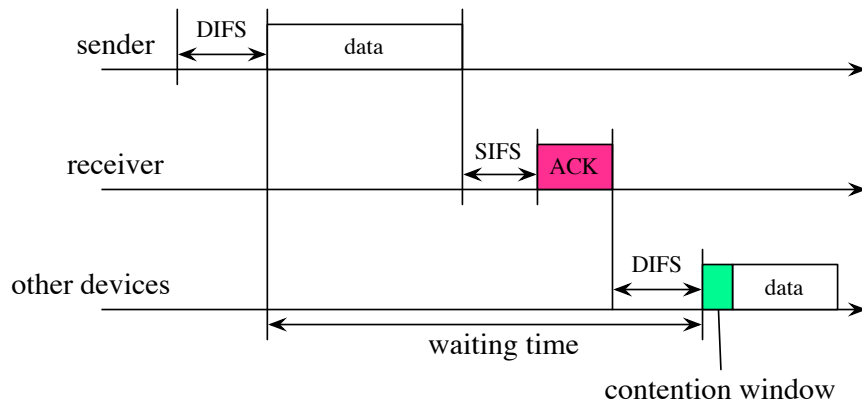 DIFS
sender
data
SIFS
receiver
ACK
DIFS
other devices
data
waiting time
contention window